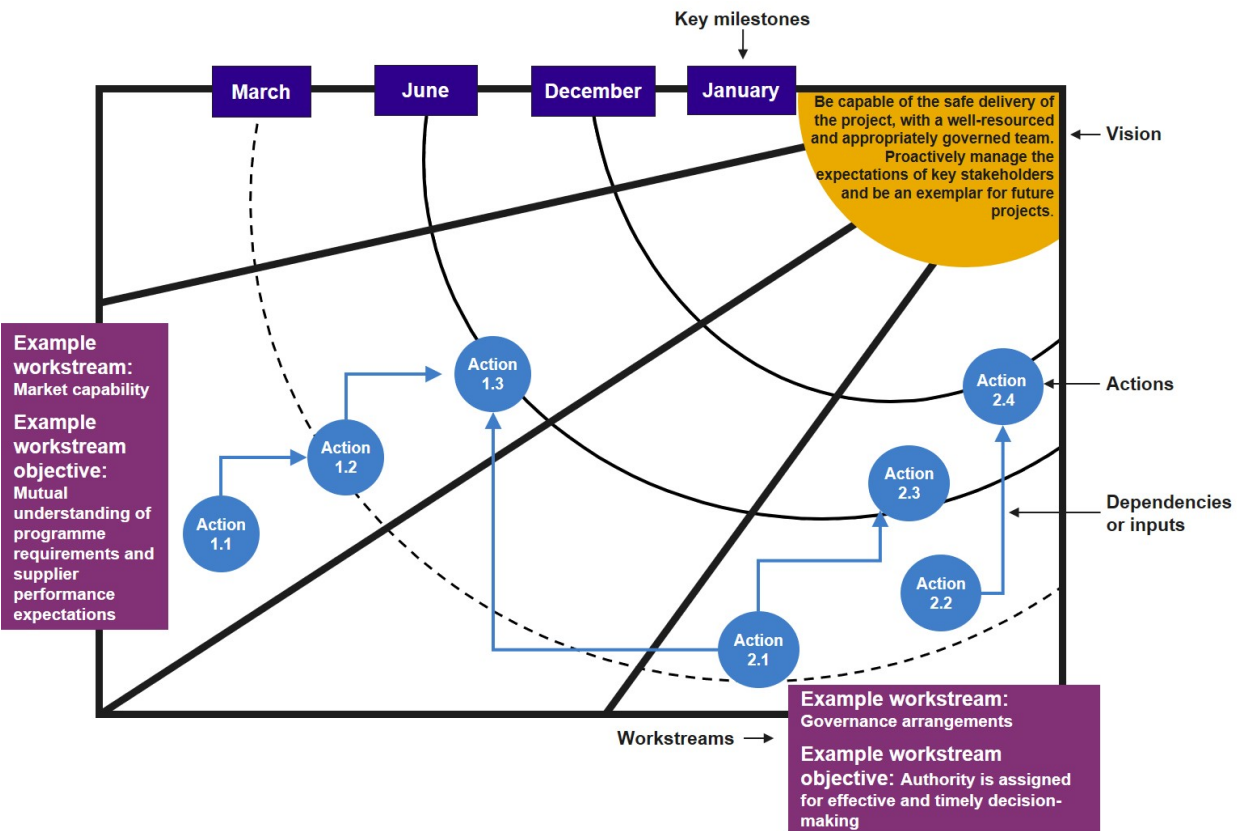 Key milestones
March
June
December
January
Be capable of the safe delivery of
the project, with a well-resourced
and appropriately governed team.
Proactively manage the
expectations of key stakeholders
and be an exemplar for future
projects.
Vision
Example
workstream:
Market capability
Example
workstream
objective:
Mutual
understanding of
programme
requirements and
supplier
performance
expectations
Action
1.1
Action
1.2
Action
1.3
Action
2.4
Actions
Action
2.3
Dependencies
or inputs
Action
2.2
Action
2.1
Workstreams
Example workstream:
Governance arrangements
Example workstream
objective: Authority is assigned
for effective and timely decision-
making